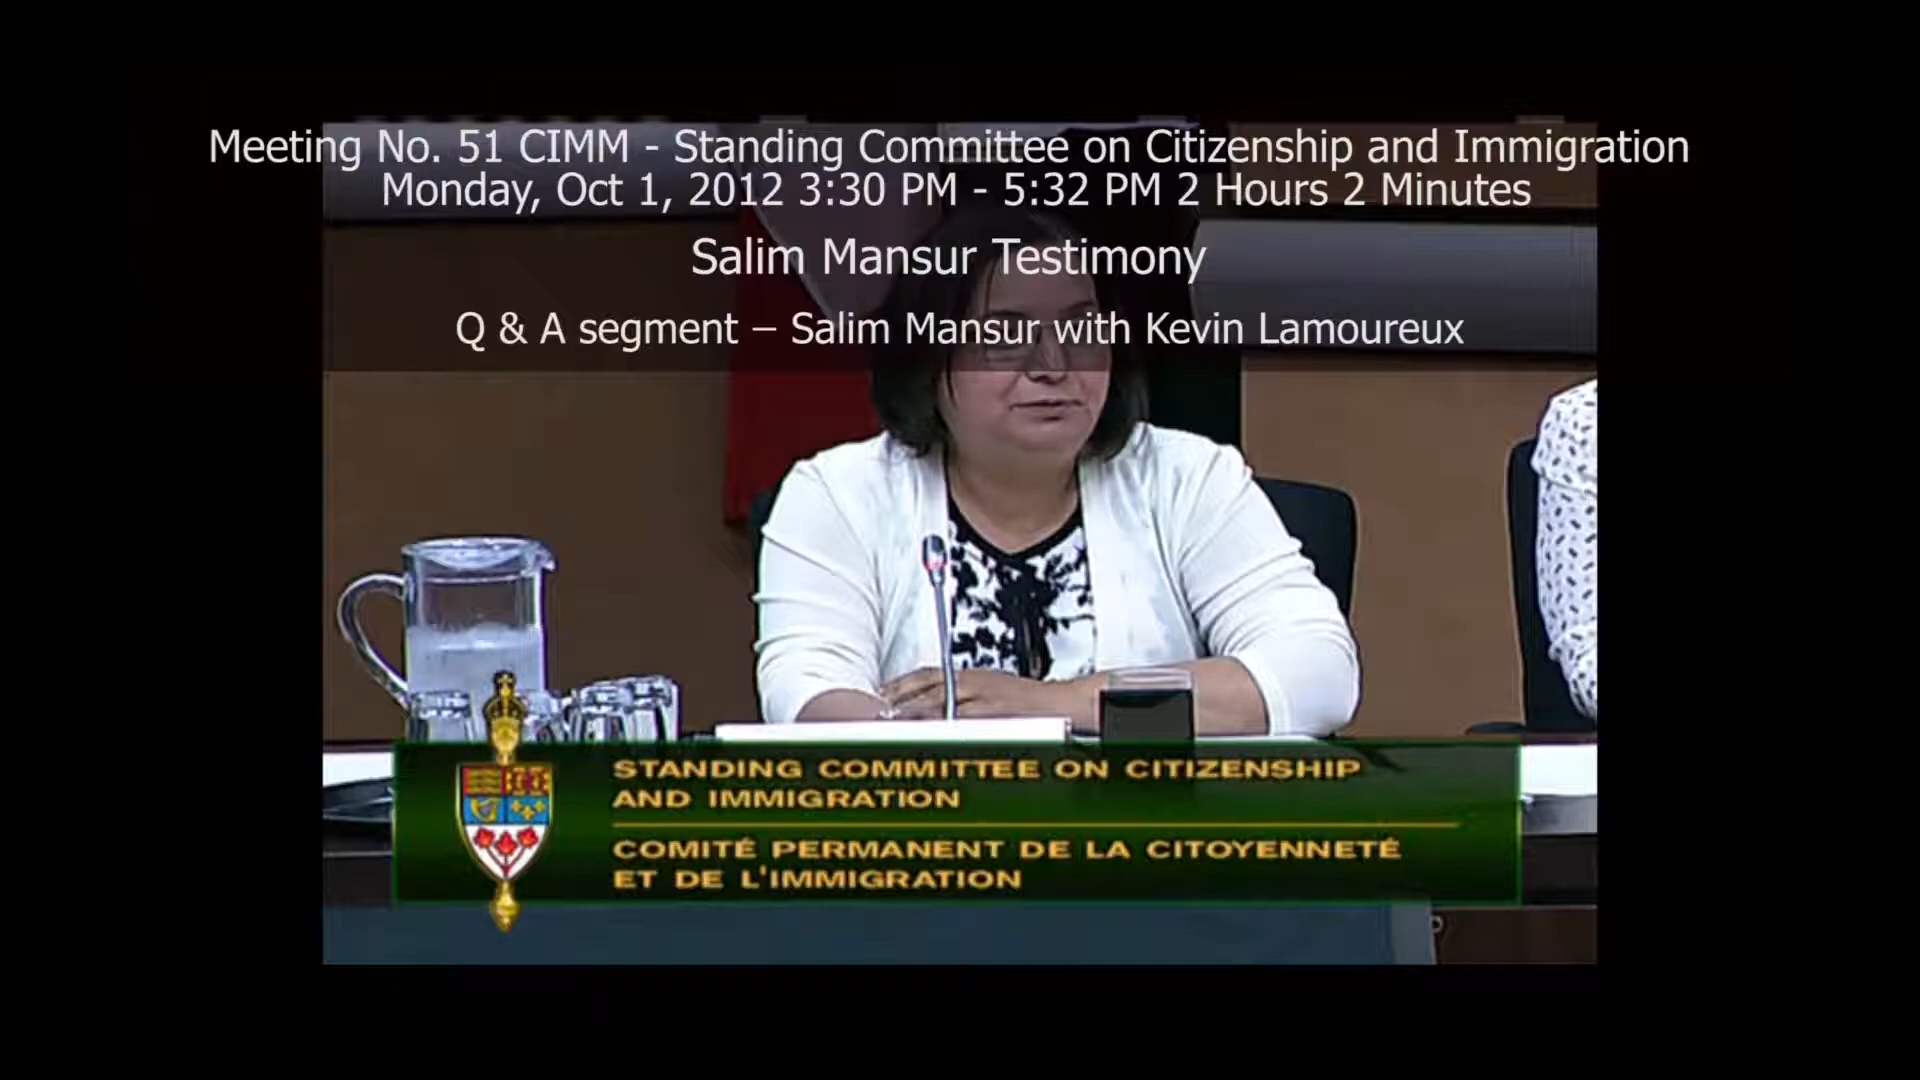 Meeting No. 51 CIMM - Standing Committee on Citizenship and Immigration
Monday, Oct 1, 2012 3:30 PM - 5:32 PM 2 Hours 2 Minutes
Salim Mansur Testimony
Q & A segment – Salim Mansur with Kevin Lamoureux
STANDING COMMITTEE ON CITIZENSHIP
AND IMMIGRATION
COMITÉ PERMANENT DE LA CITOYENNETÉ
ET DE L'IMMIGRATION